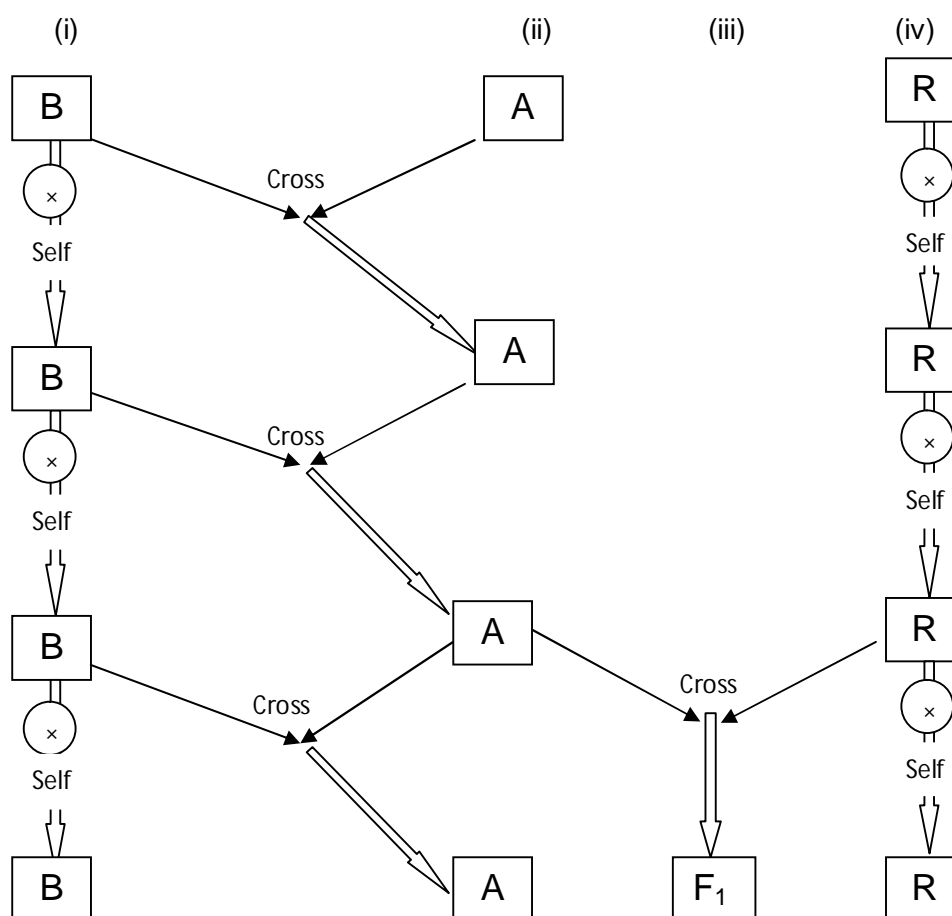 (i) (ii) (iii) (iv)
B A R
Cross
× ×
Self Self
B A R
Cross
× ×
Self Self
B A R
Cross Cross
× ×
Self Self
B A F₁ R